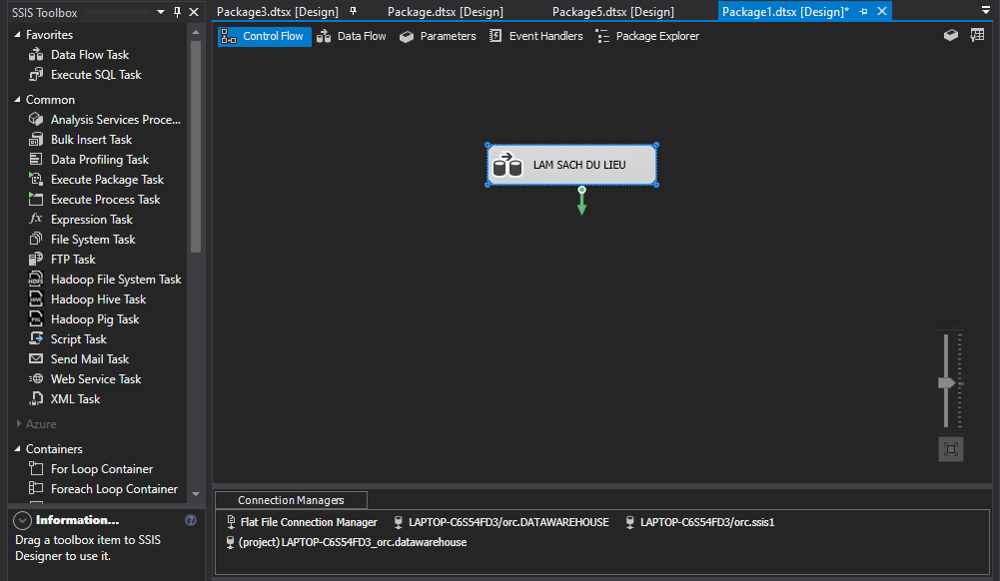 SSIS Toolbox
Package3.dtsx [Design]
Package.dtsx [Design]
Package5.dtsx [Design]
Package1.dtsx [Design]*
Control Flow
Data Flow
Parameters
Event Handlers
Package Explorer
Favorites
Data Flow Task
Execute SQL Task
Common
Analysis Services Proce...
Bulk Insert Task
Data Profiling Task
Execute Package Task
Execute Process Task
Expression Task
File System Task
FTP Task
Hadoop File System Task
Hadoop Hive Task
Hadoop Pig Task
Script Task
Send Mail Task
Web Service Task
XML Task
Azure
Containers
For Loop Container
Foreach Loop Container
Information...
Drag a toolbox item to SSIS
Designer to use it.
LAM SACH DU LIEU
Connection Managers
Flat File Connection Manager
LAPTOP-C6S54FD3/orc.DATAWAREHOUSE
LAPTOP-C6S54FD3/orc.ssis1
(project) LAPTOP-C6S54FD3_orc.datawarehouse